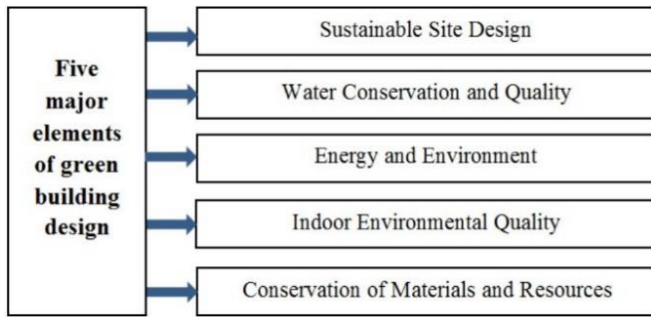 Five
major
elements
of green
building
design
Sustainable Site Design
Water Conservation and Quality
Energy and Environment
Indoor Environmental Quality
Conservation of Materials and Resources